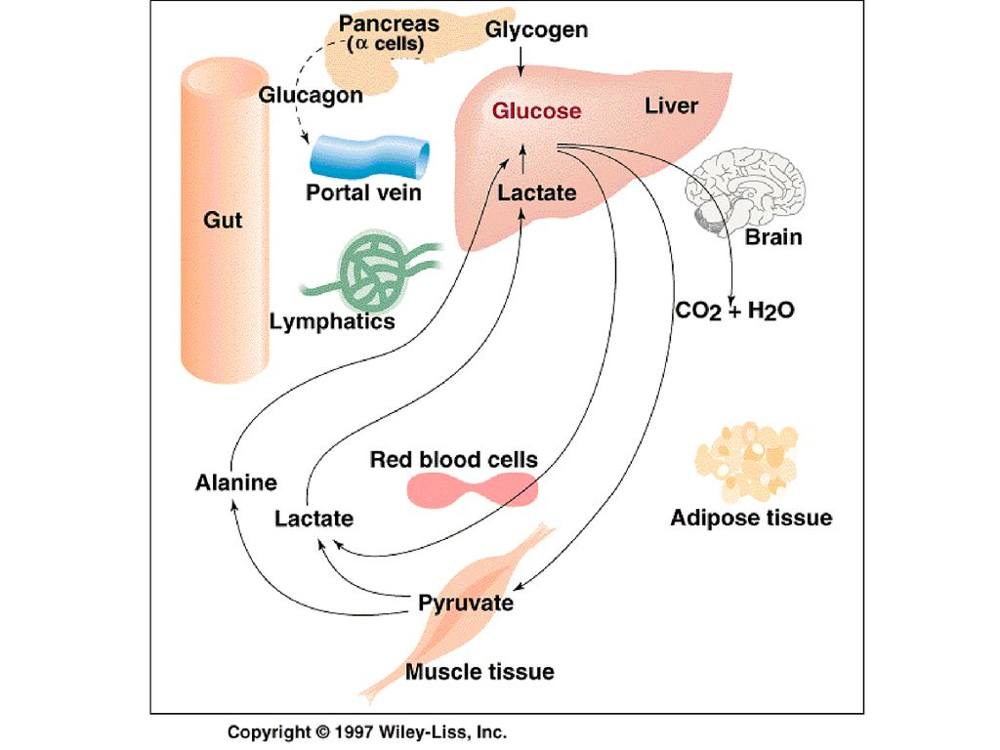 Pancreas
(α cells)
Glycogen
Glucagon
Glucose
Liver
Portal vein
Lactate
Gut
Brain
Lymphatics
CO2 + H2O
Red blood cells
Alanine
Lactate
Adipose tissue
Pyruvate
Muscle tissue
Copyright © 1997 Wiley-Liss, Inc.